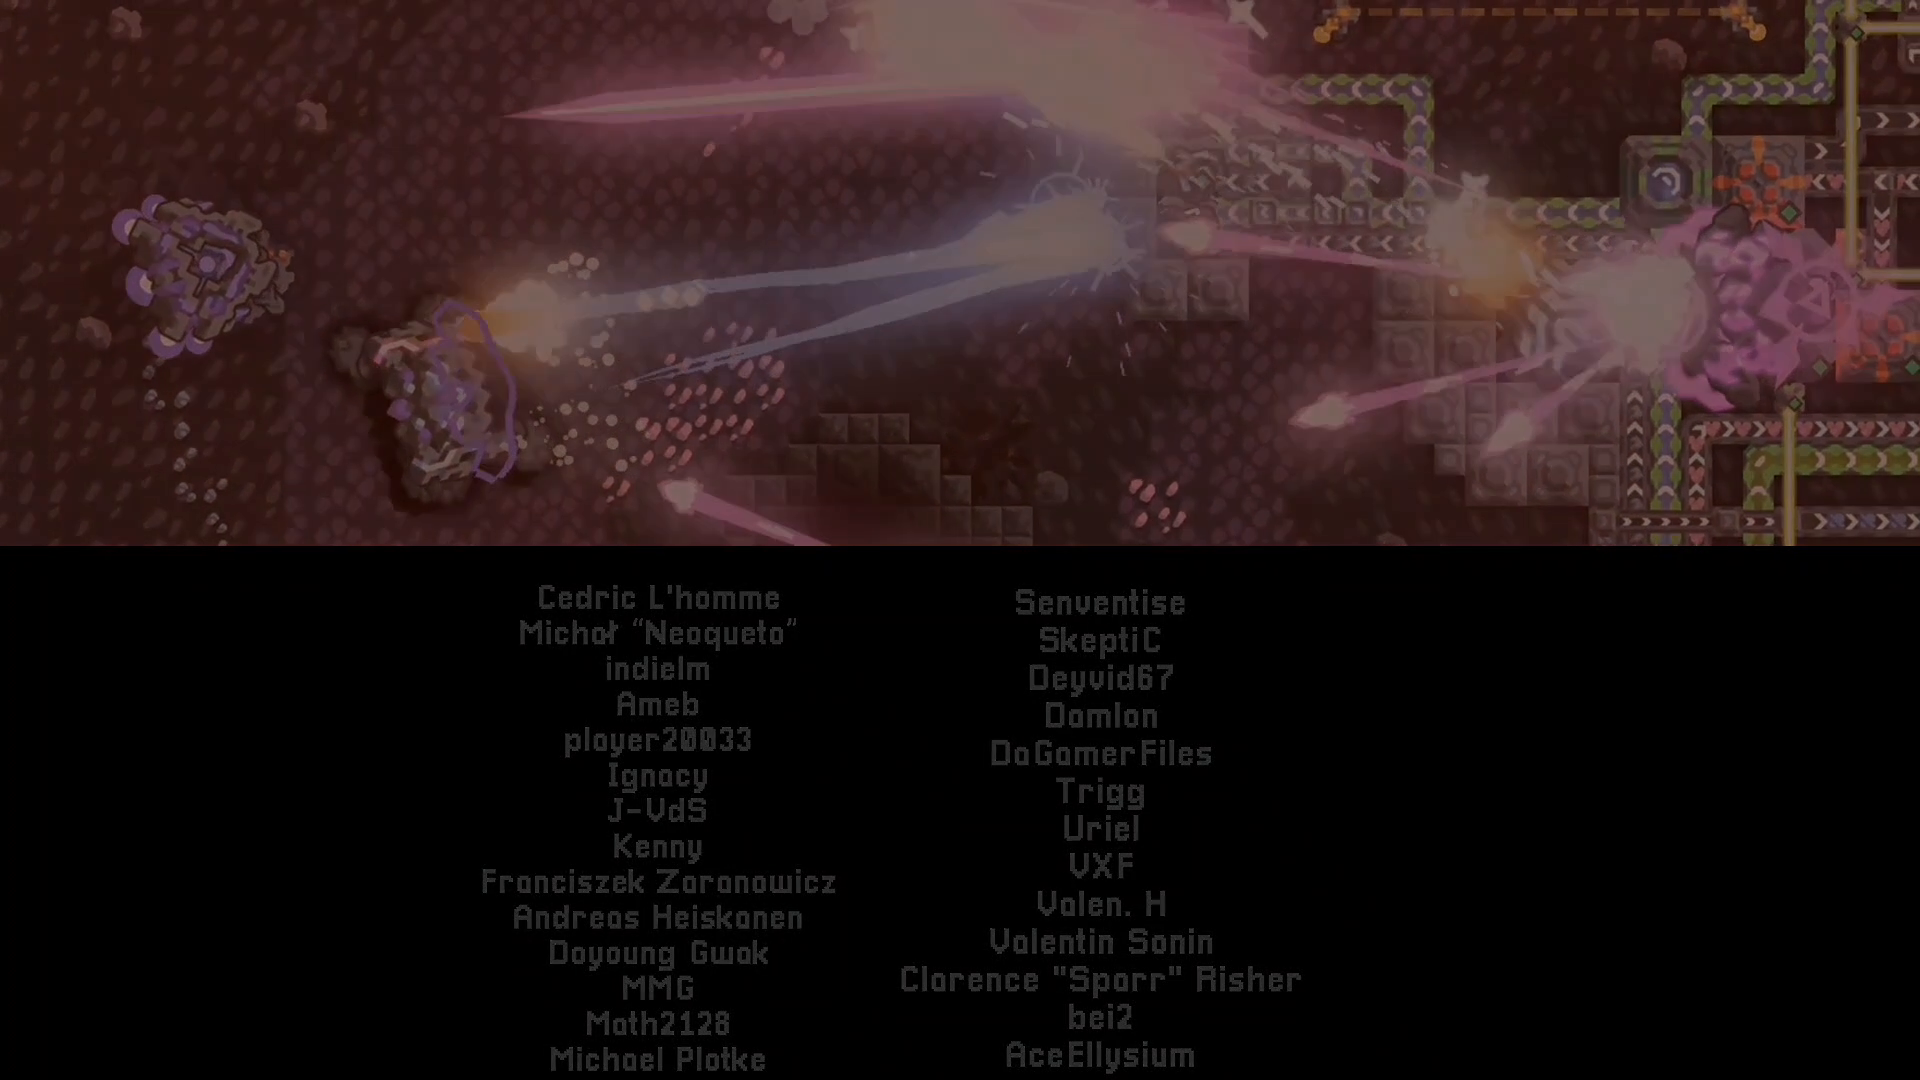 Cedric L'homme
Michał “Neoqueto”
indielm
Ameb
player20033
Ignacy
J-VdS
Kenny
Franciszek Zaranowicz
Andreas Heiskanen
Doyoung Gwak
MMG
Math2128
Michael Plotke
Senventise
SkeptiC
Deyvid67
Damlon
DaGamerFiles
Trigg
Uriel
VXF
Valen. H
Valentin Sonin
Clarence "Sparr" Risher
bei2
AceEllysium